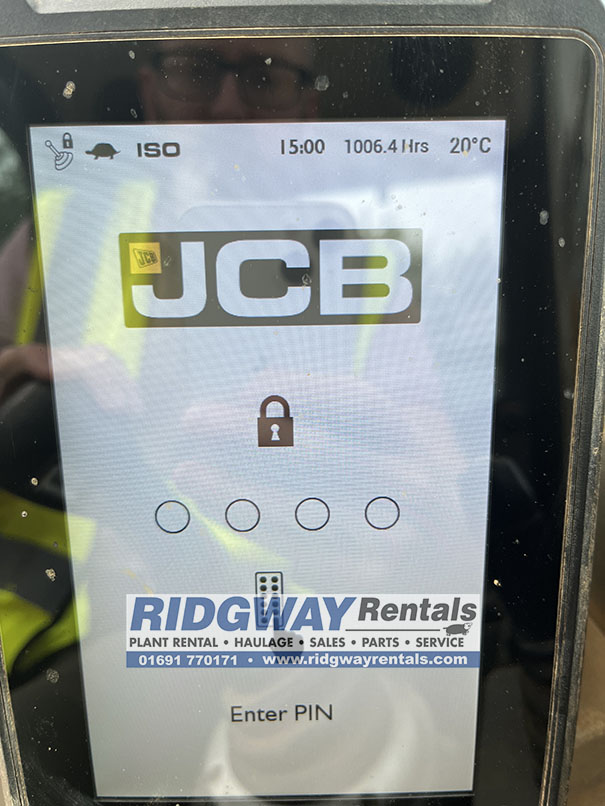 ISO 15:00 1006.4 Hrs 20°C
JCB
JCB
RIDGWAY Rentals
PLANT RENTAL • HAULAGE • SALES • PARTS • SERVICE
01691 770171 • www.ridgwayrentals.com
Enter PIN